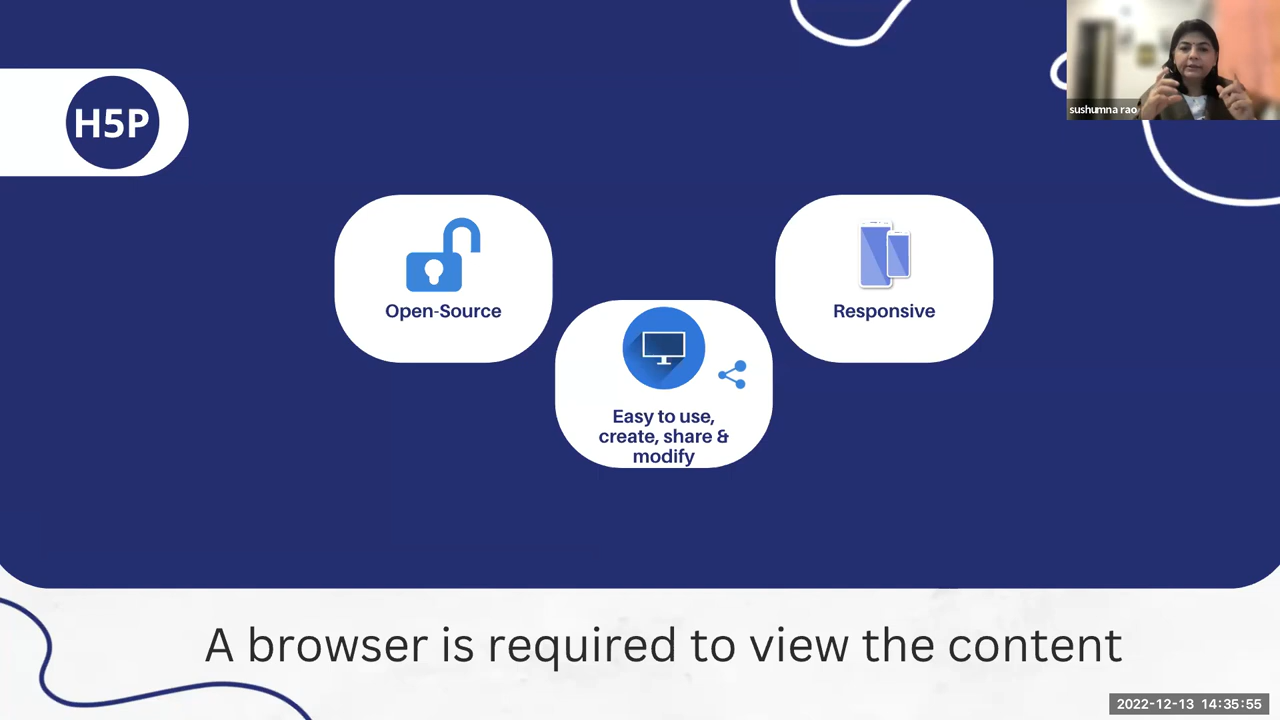 sushumna rao
H5P
Open-Source
Responsive
Easy to use,
create, share &
modify
A browser is required to view the content
2022-12-13 14:35:55